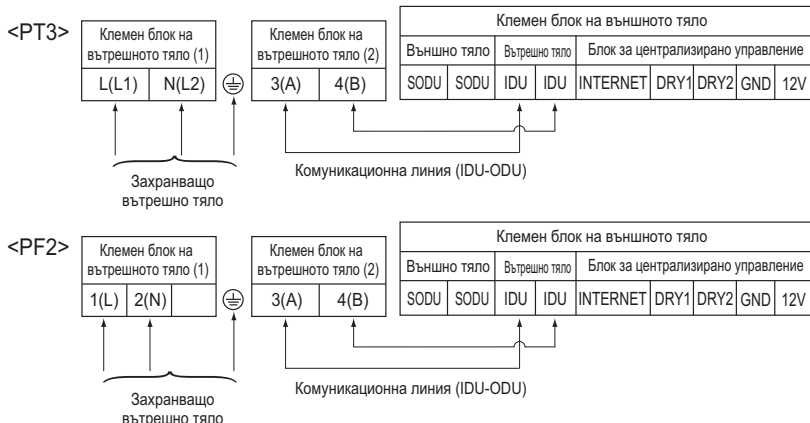 <PT3>
Клемен блок на
вътрешното тяло (1)
L(L1) N(L2)
Клемен блок на
вътрешното тяло (2)
3(A) 4(B)
Клемен блок на външното тяло
Външно тяло Вътрешно тяло Блок за централизирано управление
SODU SODU IDU IDU INTERNET DRY1 DRY2 GND 12V
Захранващо
вътрешно тяло
Комуникационна линия (IDU-ODU)
<PF2>
Клемен блок на
вътрешното тяло (1)
1(L) 2(N)
Клемен блок на
вътрешното тяло (2)
3(A) 4(B)
Клемен блок на външното тяло
Външно тяло Вътрешно тяло Блок за централизирано управление
SODU SODU IDU IDU INTERNET DRY1 DRY2 GND 12V
Захранващо
вътрешно тяло
Комуникационна линия (IDU-ODU)